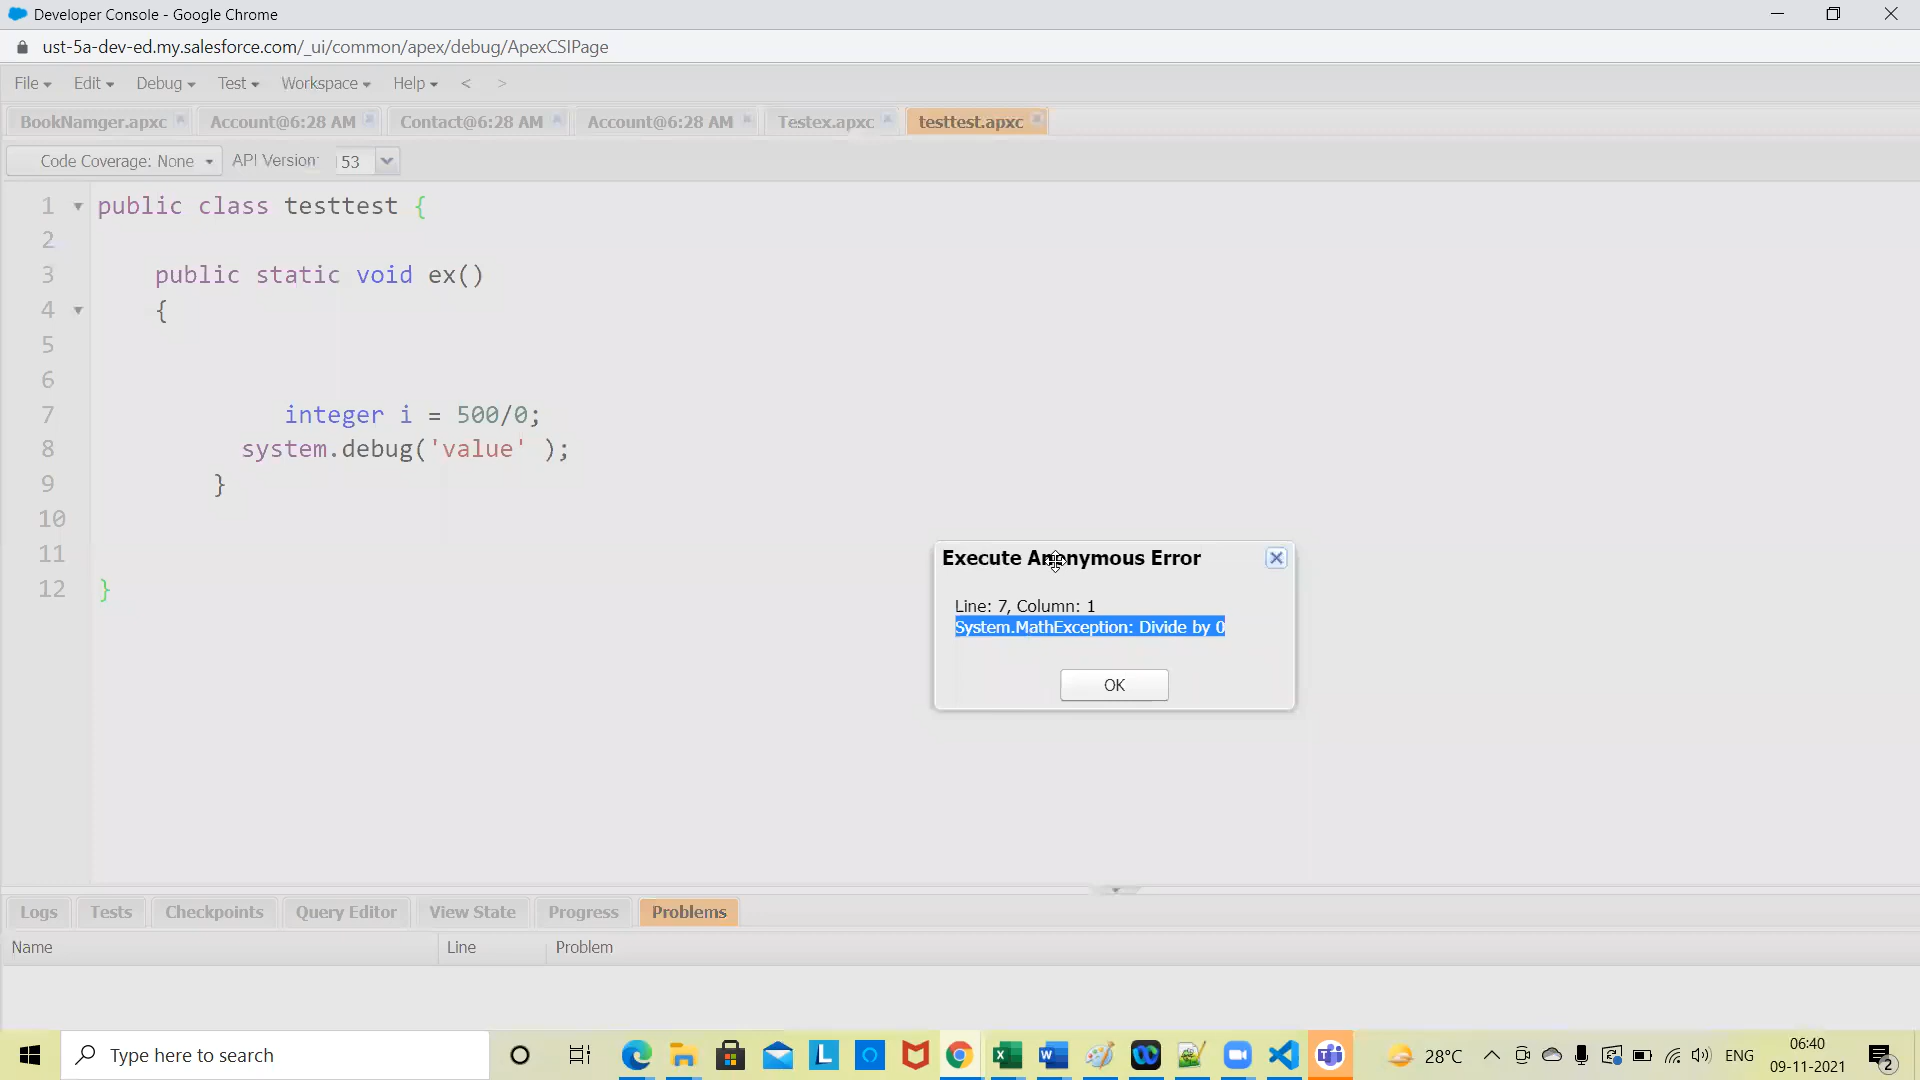 Developer Console - Google Chrome
ust-5a-dev-ed.my.salesforce.com/_ui/common/apex/debug/ApexCSIPage
File Edit Debug Test Workspace Help < >
BookNamger.apxc Account@6:28 AM Contact@6:28 AM Account@6:28 AM Testex.apxc testtest.apxc
Code Coverage: None API Version: 53
1 public class testtest {
2
3 public static void ex()
4 {
5
6
7 integer i = 500/0;
8 system.debug('value' );
9 }
10
11
12 }
Execute Anonymous Error
Line: 7, Column: 1
System.MathException: Divide by 0
OK
Logs Tests Checkpoints Query Editor View State Progress Problems
Name Line Problem
Type here to search
28°C
ENG
06:40
09-11-2021
2